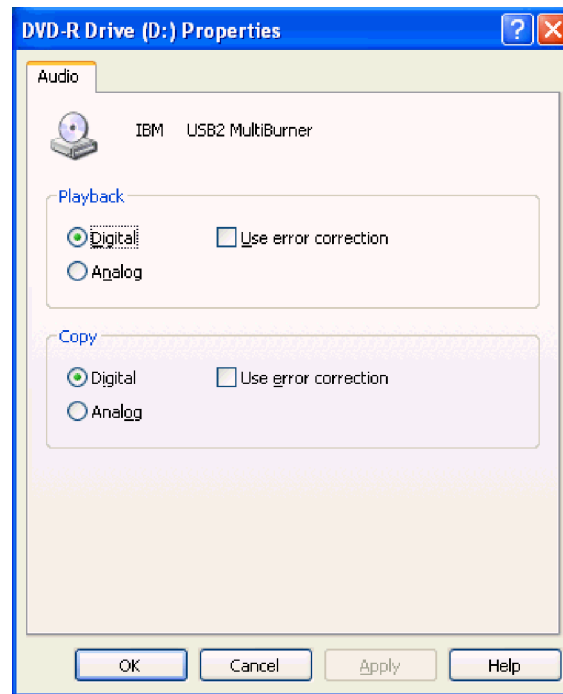 DVD-R Drive (D:) Properties
Audio
IBM USB2 MultiBurner
Playback
Digital Use error correction
Analog
Copy
Digital Use error correction
Analog
OK Cancel Apply Help